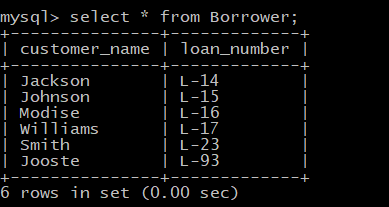 mysql> select * from Borrower;
+---------------+-------------+
| customer_name | loan_number |
+---------------+-------------+
| Jackson       | L-14        |
| Johnson       | L-15        |
| Modise        | L-16        |
| Williams      | L-17        |
| Smith         | L-23        |
| Jooste        | L-93        |
+---------------+-------------+
6 rows in set (0.00 sec)